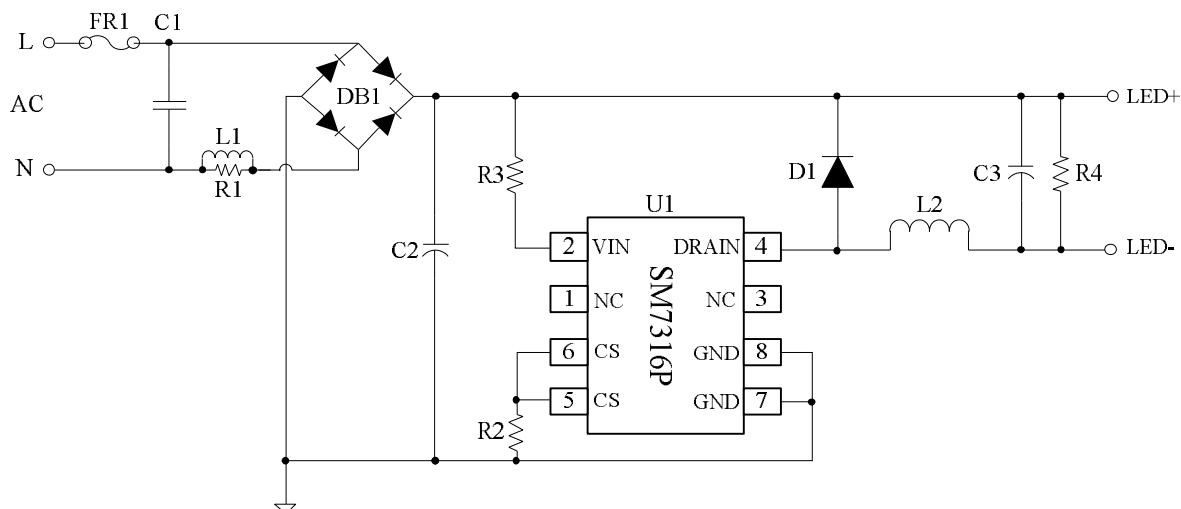 FR1
C1
L
AC
DB1
LED+
N
L1
R1
R3
D1
C3
R4
U1
L2
C2
2
VIN
DRAIN
4
LED-
1
NC
NC
3
SM7316P
6
CS
GND
8
5
CS
GND
7
R2